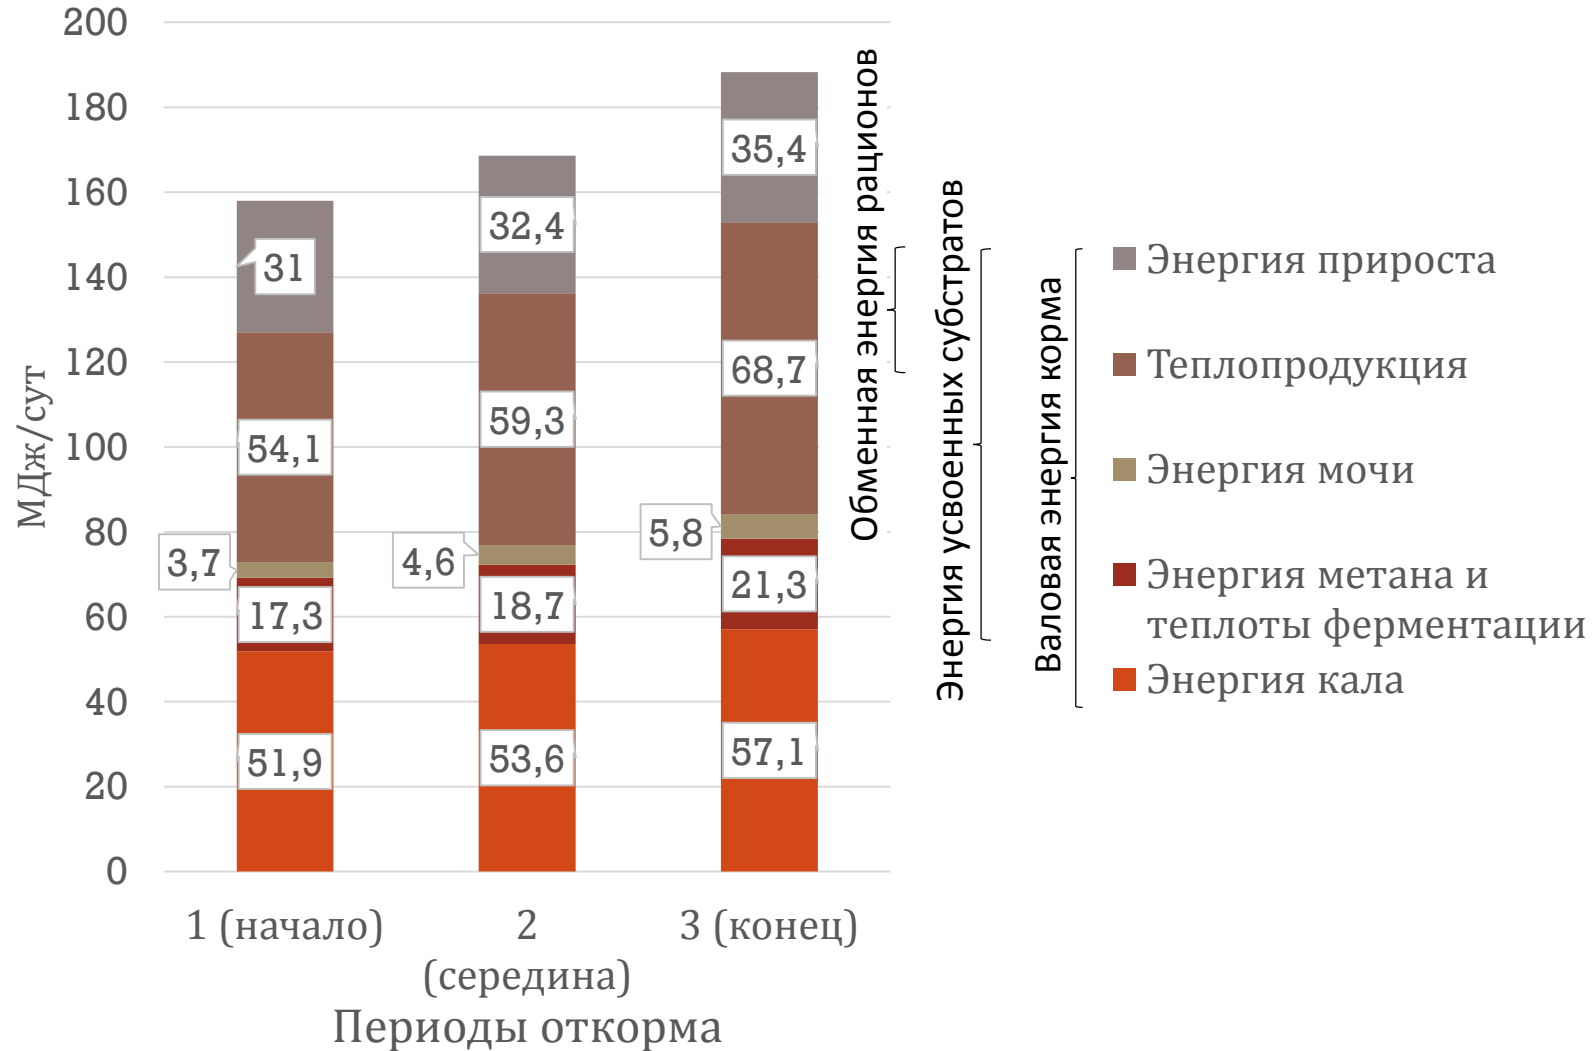 200
180
160
140
120
100
80
60
40
20
0
МДж/сут
31
54,1
3,7
17,3
51,9
32,4
59,3
4,6
18,7
53,6
35,4
68,7
5,8
21,3
57,1
1 (начало)
2
(середина)
3 (конец)
Периоды откорма
Обменная энергия рационов
Энергия усвоенных субстратов
Валовая энергия корма
Энергия прироста
Теплопродукция
Энергия мочи
Энергия метана и
теплоты ферментации
Энергия кала